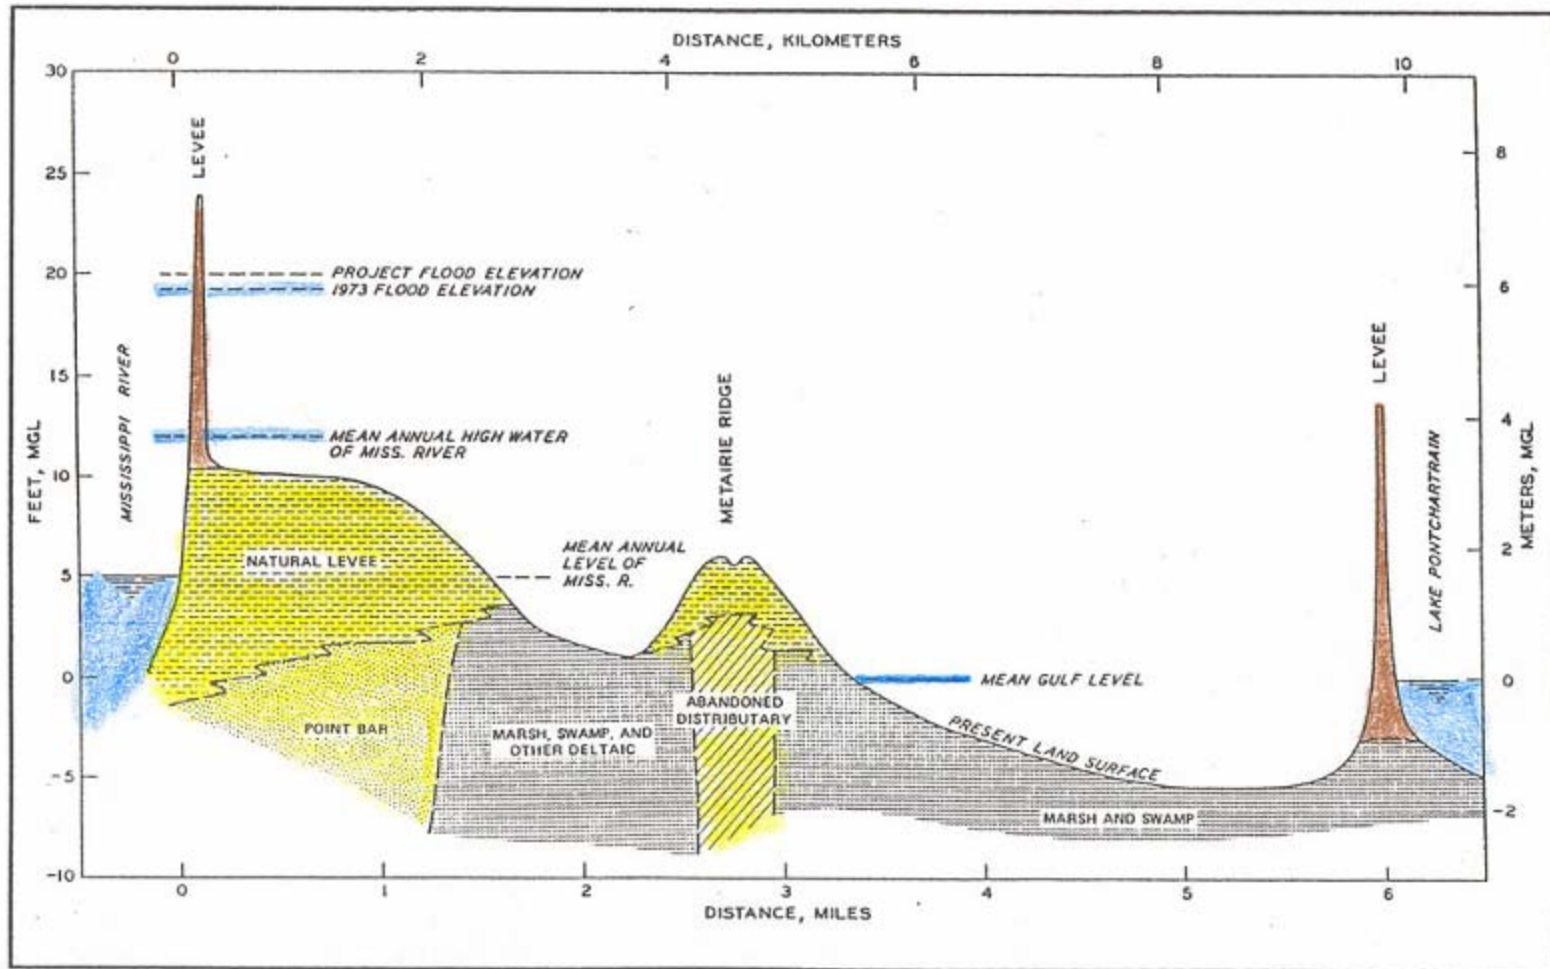 DISTANCE, KILOMETERS
0 2 4 6 8 10
30
25
20
15
10
5
0
-5
-10
FEET, MGL
8
6
4
2
0
-2
METERS, MGL
LEVEE
PROJECT FLOOD ELEVATION
1973 FLOOD ELEVATION
MISSISSIPPI RIVER
MEAN ANNUAL HIGH WATER
OF MISS. RIVER
METAIRIE RIDGE
LEVEE
LAKE PONTCHARTRAIN
NATURAL LEVEE
MEAN ANNUAL
LEVEL OF
MISS. R.
MEAN GULF LEVEL
POINT BAR
MARSH, SWAMP, AND
OTHER DELTAIC
ABANDONED
DISTRIBUTARY
PRESENT LAND SURFACE
MARSH AND SWAMP
0 1 2 3 4 5 6
DISTANCE, MILES